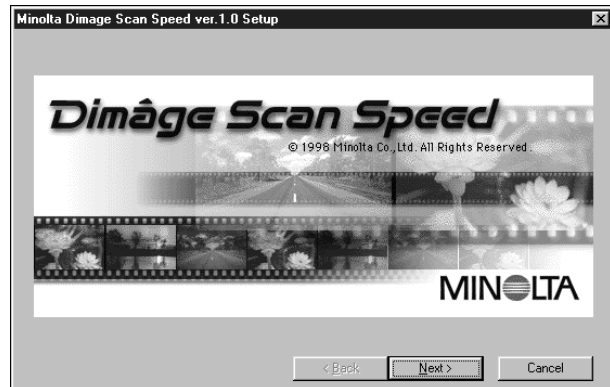 Minolta Dimage Scan Speed ver.1.0 Setup
Dimâge Scan Speed
© 1998 Minolta Co.,Ltd. All Rights Reserved.
MINOLTA
< Back
Next >
Cancel